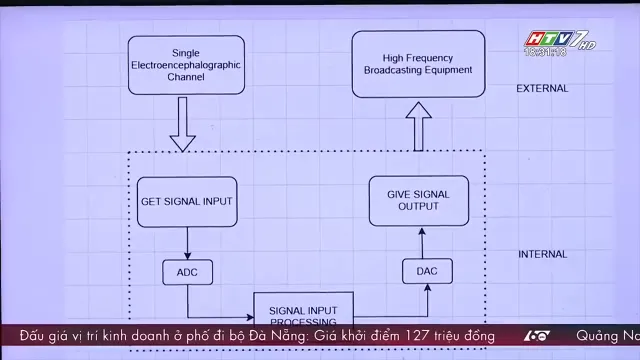 Single
Electroencephalographic
Channel
High Frequency
Broadcasting Equipment
HTV7 HD
18:31:18
EXTERNAL
GET SIGNAL INPUT
GIVE SIGNAL
OUTPUT
INTERNAL
ADC
DAC
SIGNAL INPUT
PROCESSING
Đấu giá vị trí kinh doanh ở phố đi bộ Đà Nẵng: Giá khởi điểm 127 triệu đồng
60
Quảng Na